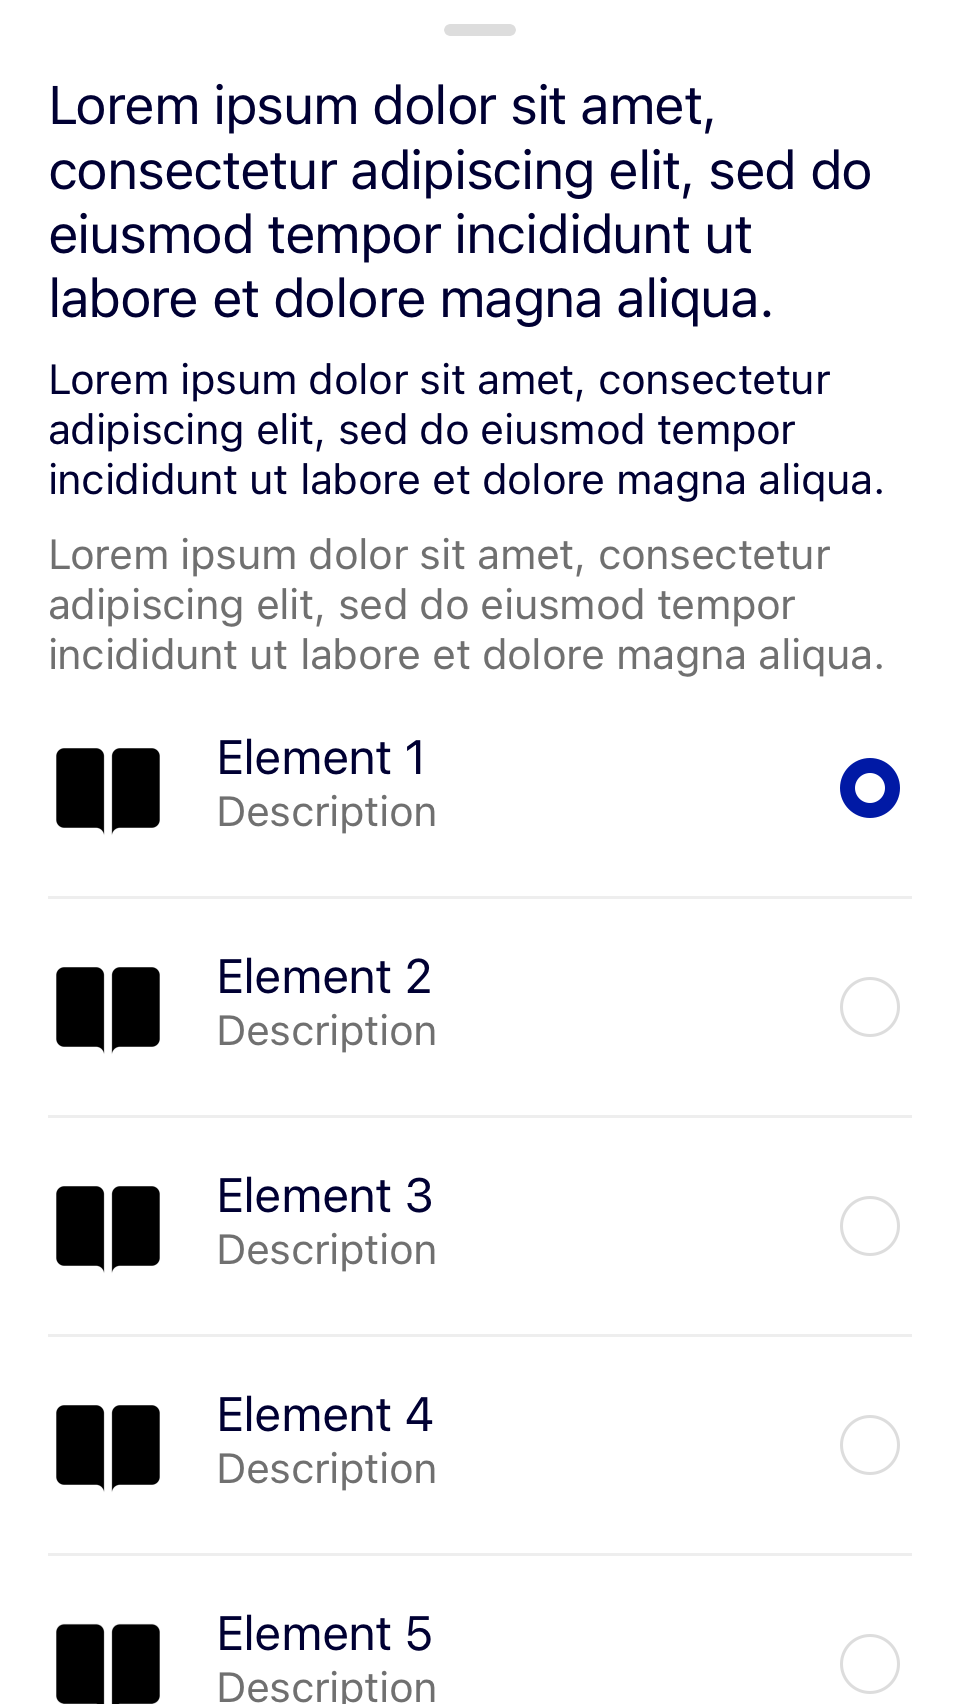 Lorem ipsum dolor sit amet,
consectetur adipiscing elit, sed do
eiusmod tempor incididunt ut
labore et dolore magna aliqua.
Lorem ipsum dolor sit amet, consectetur
adipiscing elit, sed do eiusmod tempor
incididunt ut labore et dolore magna aliqua.
Lorem ipsum dolor sit amet, consectetur
adipiscing elit, sed do eiusmod tempor
incididunt ut labore et dolore magna aliqua.
Element 1
Description
Element 2
Description
Element 3
Description
Element 4
Description
Element 5
Description